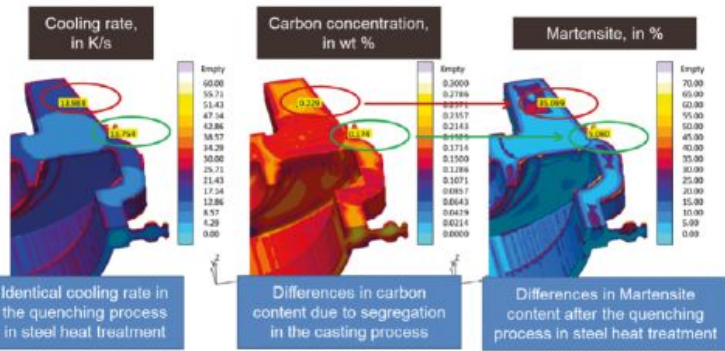 Cooling rate,
in K/s
Carbon concentration,
in wt %
Martensite, in %
Empty
60.00
55.71
51.43
47.14
42.86
38.57
34.28
30.00
25.71
21.43
17.14
12.86
8.57
4.29
0.00
13.983
13.764
Empty
0.3000
0.2786
0.2571
0.2357
0.2143
0.1714
0.1500
0.1286
0.1071
0.0857
0.0643
0.0429
0.0214
0.0000
0.229
0.174
Empty
70.00
65.00
60.00
55.00
50.00
45.00
40.00
35.00
30.00
25.00
20.00
15.00
10.00
5.00
0.00
35.099
5.080
Z
Identical cooling rate in
the quenching process
in steel heat treatment
Differences in carbon
content due to segregation
in the casting process
Differences in Martensite
content after the quenching
process in steel heat treatment